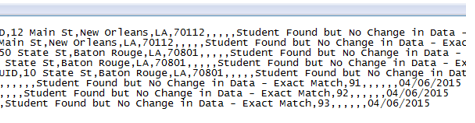 D,12 Main St,New Orleans,LA,70112,,,,,Student Found but No Change in Data -
Main St,New Orleans,LA,70112,,,,,Student Found but No Change in Data - Exa
50 State St,Baton Rouge,LA,70801,,,,,Student Found but No Change in Data -
State St,Baton Rouge,LA,70801,,,,,Student Found but No Change in Data - Ex
UID,10 State St,Baton Rouge,LA,70801,,,,,Student Found but No Change in Dat
,,,,,,Student Found but No Change in Data - Exact Match,91,,,,,,04/06/2015
,,,,Student Found but No Change in Data - Exact Match,92,,,,,,04/06/2015
,Student Found but No Change in Data - Exact Match,93,,,,,,04/06/2015